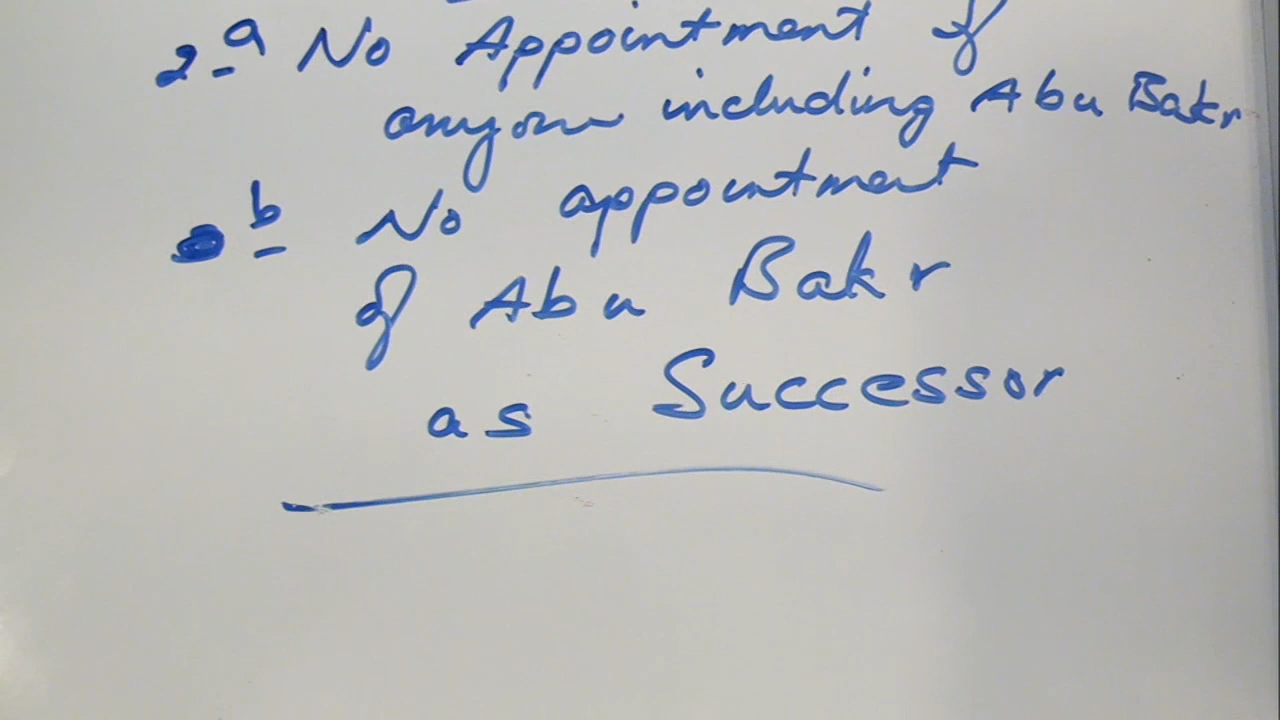 2-a No Appointment of
anyone including Abu Bakr
b No appointment
of Abu Bakr
as Successor